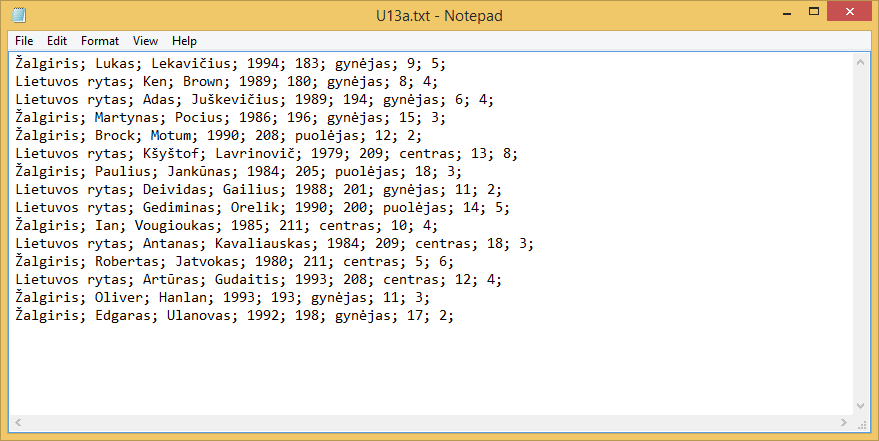 U13a.txt - Notepad
File Edit Format View Help
Žalgiris; Lukas; Lekavičius; 1994; 183; gynėjas; 9; 5;
Lietuvos rytas; Ken; Brown; 1989; 180; gynėjas; 8; 4;
Lietuvos rytas; Adas; Juškevičius; 1989; 194; gynėjas; 6; 4;
Žalgiris; Martynas; Pocius; 1986; 196; gynėjas; 15; 3;
Žalgiris; Brock; Motum; 1990; 208; puolėjas; 12; 2;
Lietuvos rytas; Kšyštof; Lavrinovič; 1979; 209; centras; 13; 8;
Žalgiris; Paulius; Jankūnas; 1984; 205; puolėjas; 18; 3;
Lietuvos rytas; Deividas; Gailius; 1988; 201; gynėjas; 11; 2;
Lietuvos rytas; Gediminas; Orelik; 1990; 200; puolėjas; 14; 5;
Žalgiris; Ian; Vougioukas; 1985; 211; centras; 10; 4;
Lietuvos rytas; Antanas; Kavaliauskas; 1984; 209; centras; 18; 3;
Žalgiris; Robertas; Jatvokas; 1980; 211; centras; 5; 6;
Lietuvos rytas; Artūras; Gudaitis; 1993; 208; centras; 12; 4;
Žalgiris; Oliver; Hanlan; 1993; 193; gynėjas; 11; 3;
Žalgiris; Edgaras; Ulanovas; 1992; 198; gynėjas; 17; 2;